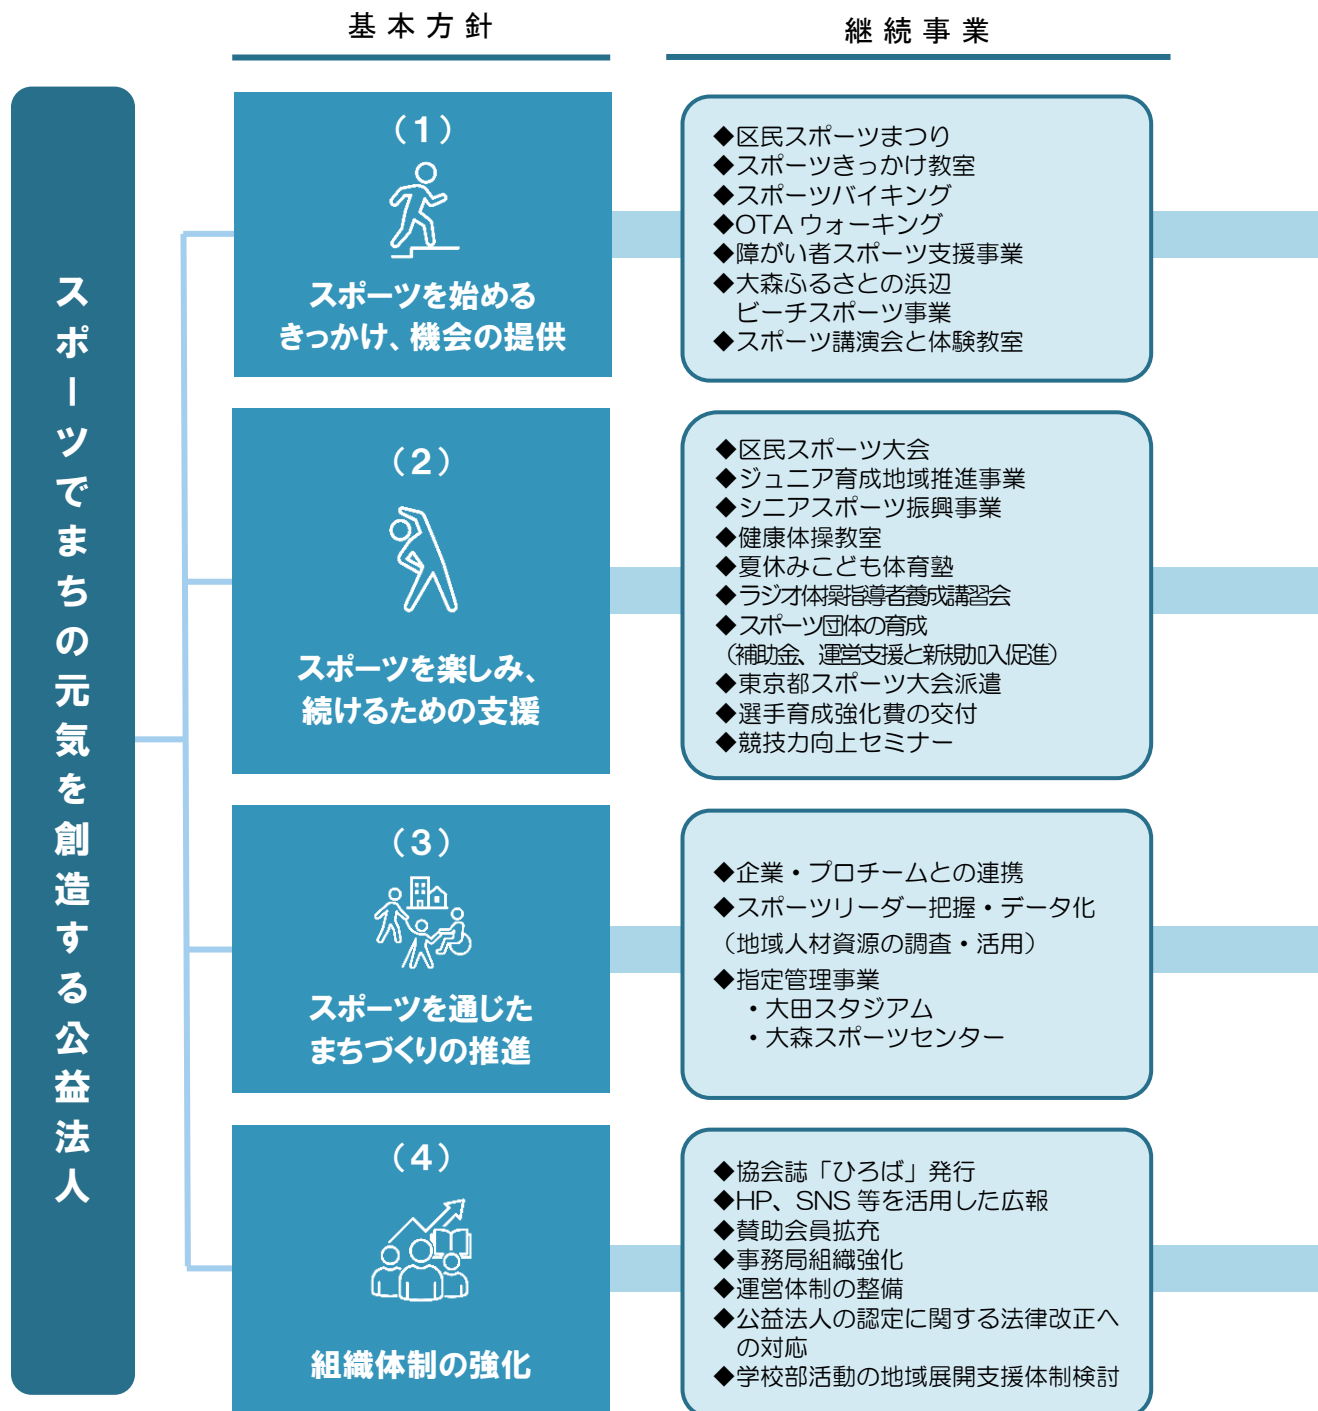 基本方針
継続事業
スポーツでまちの元気を創造する公益法人
（1）
スポーツを始める
きっかけ、機会の提供
◆区民スポーツまつり
◆スポーツきっかけ教室
◆スポーツバイキング
◆OTA ウォーキング
◆障がい者スポーツ支援事業
◆大森ふるさとの浜辺
ビーチスポーツ事業
◆スポーツ講演会と体験教室
（2）
スポーツを楽しみ、
続けるための支援
◆区民スポーツ大会
◆ジュニア育成地域推進事業
◆シニアスポーツ振興事業
◆健康体操教室
◆夏休みこども体育塾
◆ラジオ体操指導者養成講習会
◆スポーツ団体の育成
（補助金、運営支援と新規加入促進）
◆東京都スポーツ大会派遣
◆選手育成強化費の交付
◆競技力向上セミナー
（3）
スポーツを通じた
まちづくりの推進
◆企業・プロチームとの連携
◆スポーツリーダー把握・データ化
（地域人材資源の調査・活用）
◆指定管理事業
・大田スタジアム
・大森スポーツセンター
（4）
組織体制の強化
◆協会誌「ひろば」発行
◆HP、SNS 等を活用した広報
◆賛助会員拡充
◆事務局組織強化
◆運営体制の整備
◆公益法人の認定に関する法律改正へ
の対応
◆学校部活動の地域展開支援体制検討